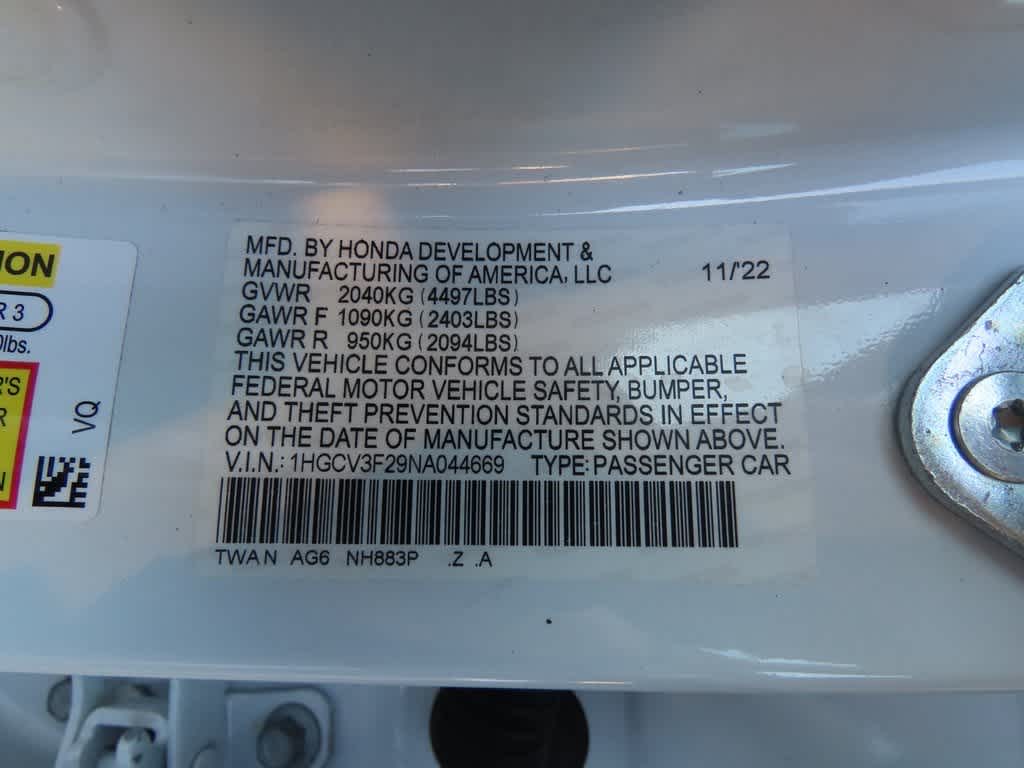 ION
R 3
lbs.
R'S
R
N
VQ
MFD. BY HONDA DEVELOPMENT &
MANUFACTURING OF AMERICA, LLC 11/'22
GVWR 2040KG (4497LBS)
GAWR F 1090KG (2403LBS)
GAWR R 950KG (2094LBS)
THIS VEHICLE CONFORMS TO ALL APPLICABLE
FEDERAL MOTOR VEHICLE SAFETY, BUMPER,
AND THEFT PREVENTION STANDARDS IN EFFECT
ON THE DATE OF MANUFACTURE SHOWN ABOVE.
V.I.N.: 1HGCV3F29NA044669 TYPE: PASSENGER CAR
TWAN AG6 NH883P .Z .A